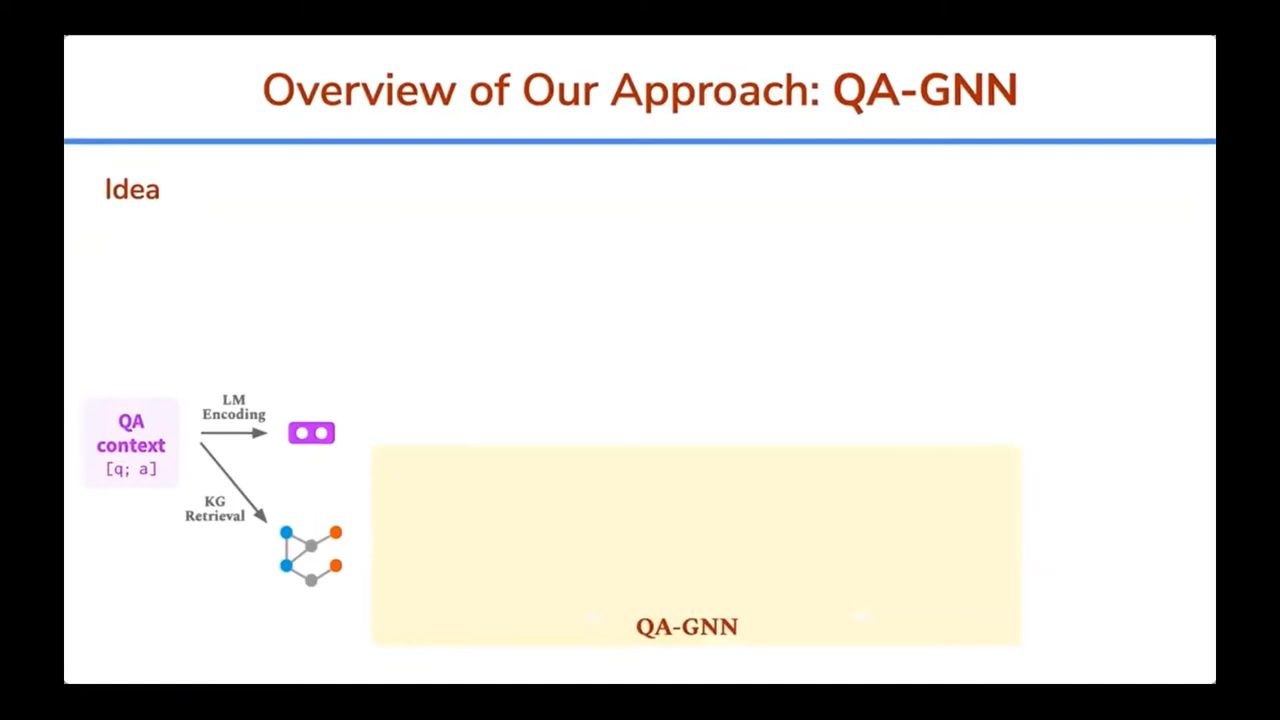 Overview of Our Approach: QA-GNN
Idea
LM
Encoding
QA
context
[q; a]
KG
Retrieval
QA-GNN